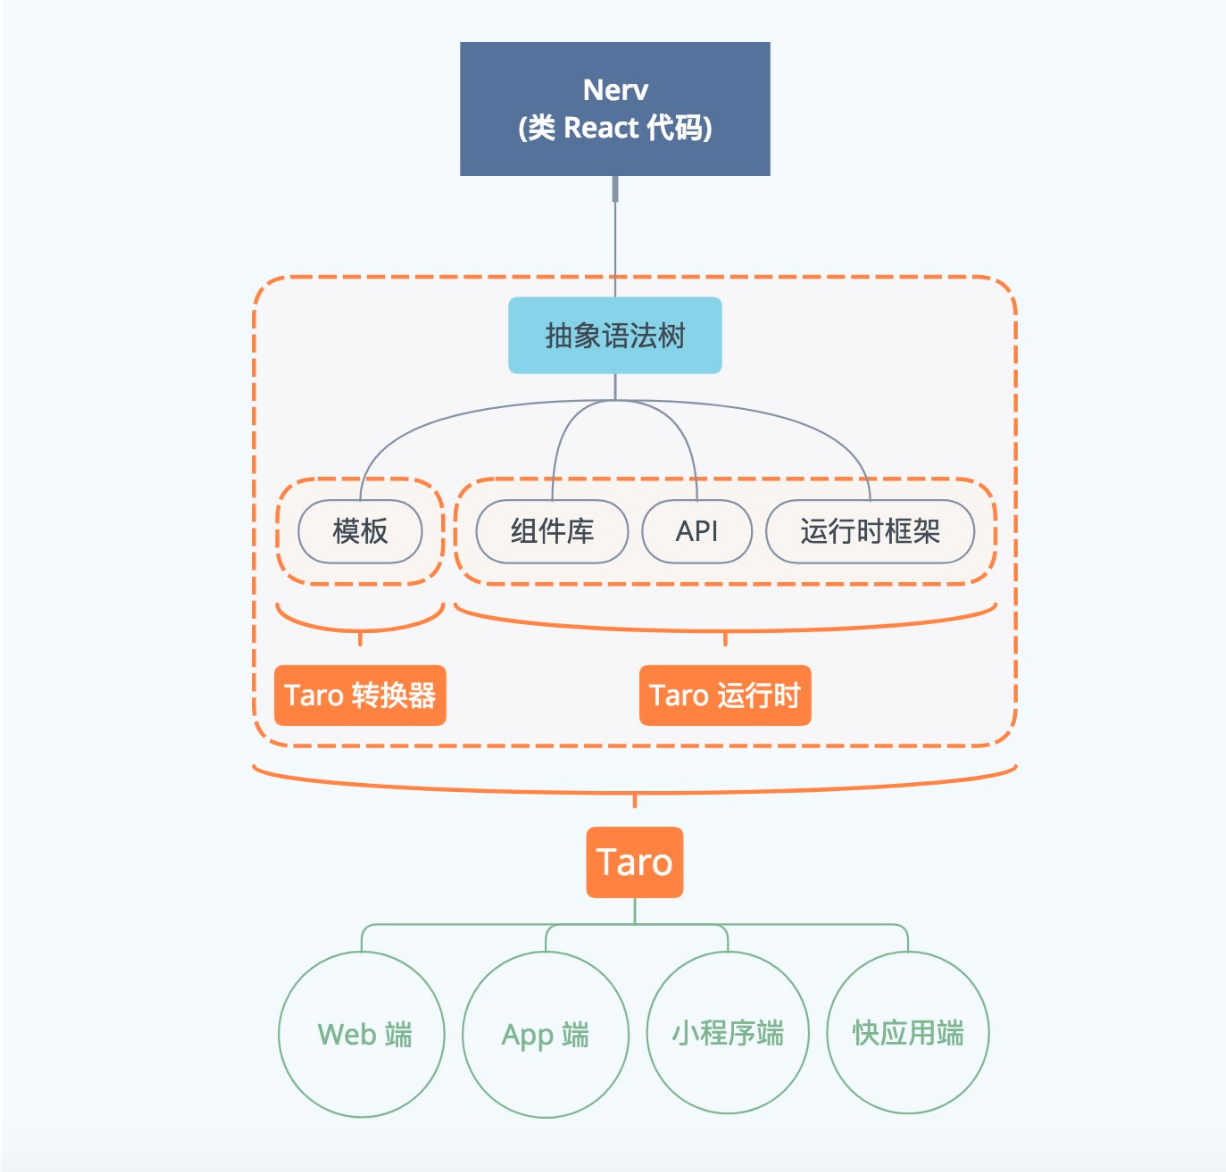 Nerv
(类 React 代码)
抽象语法树
模板
组件库
API
运行时框架
Taro 转换器
Taro 运行时
Taro
Web 端
App 端
小程序端
快应用端